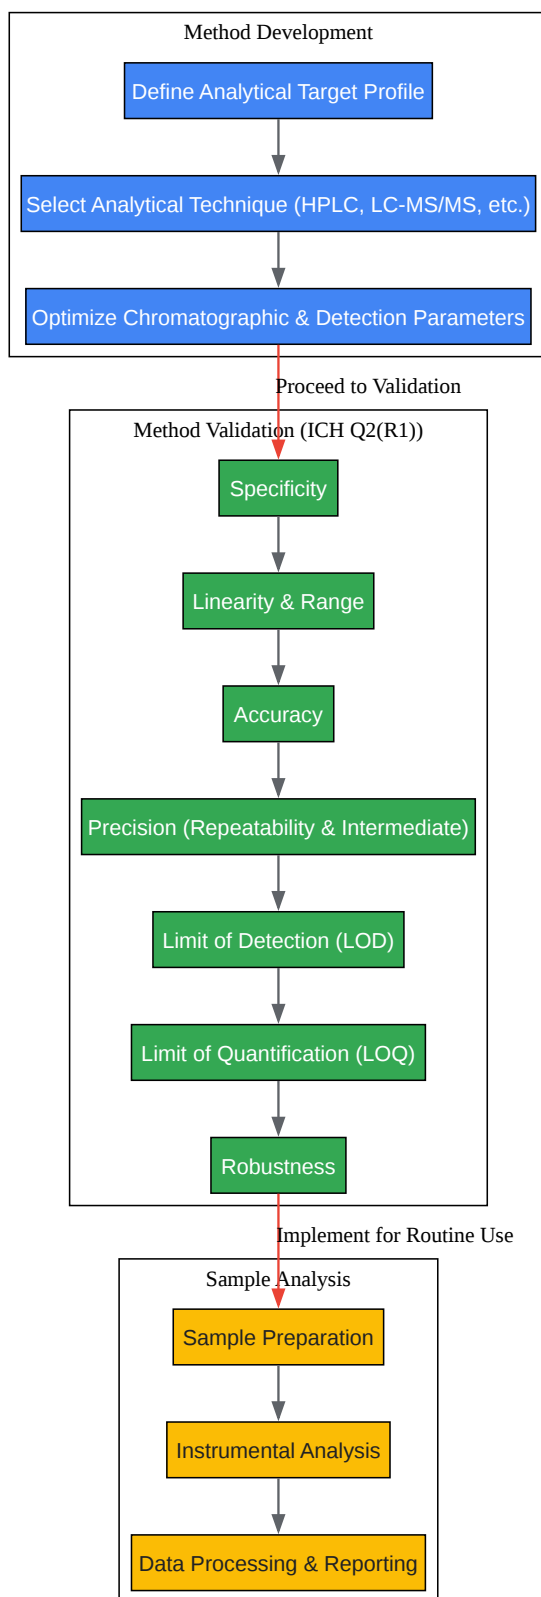 Method Development
Define Analytical Target Profile
Select Analytical Technique (HPLC, LC-MS/MS, etc.)
Optimize Chromatographic & Detection Parameters
Proceed to Validation
Method Validation (ICH Q2(R1))
Specificity
Linearity & Range
Accuracy
Precision (Repeatability & Intermediate)
Limit of Detection (LOD)
Limit of Quantification (LOQ)
Robustness
Implement for Routine Use
Sample Analysis
Sample Preparation
Instrumental Analysis
Data Processing & Reporting